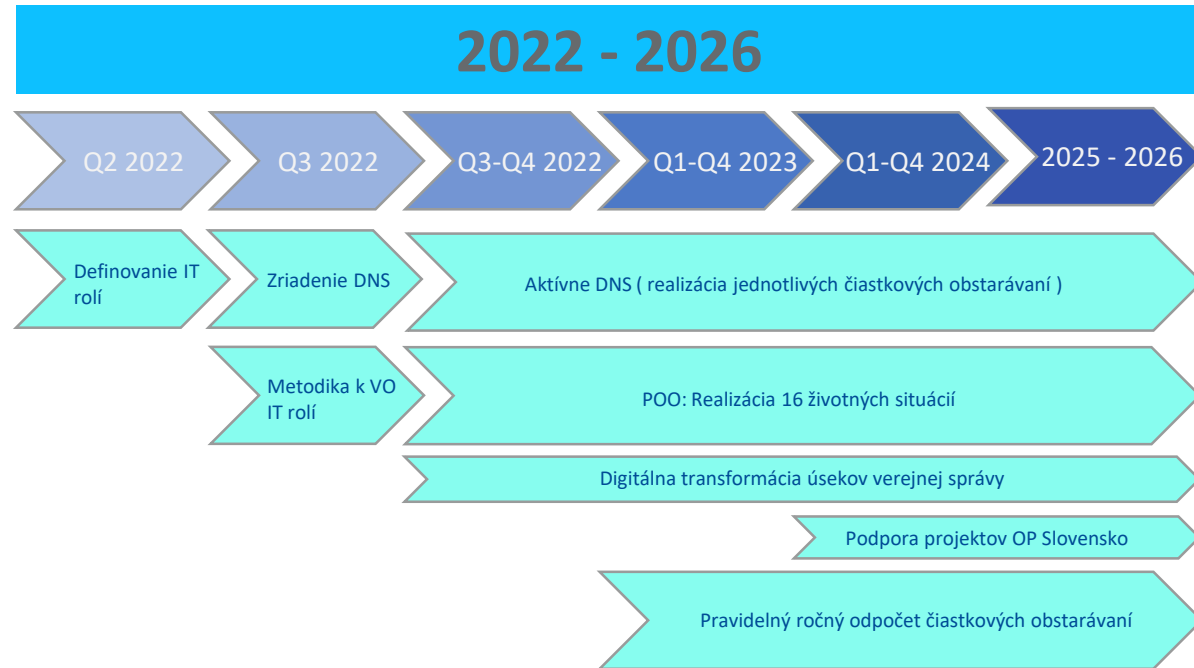 2022 - 2026
Q2 2022
Q3 2022
Q3-Q4 2022
Q1-Q4 2023
Q1-Q4 2024
2025 - 2026
Definovanie IT
rolí
Zriadenie DNS
Aktívne DNS ( realizácia jednotlivých čiastkových obstarávaní )
Metodika k VO
IT rolí
POO: Realizácia 16 životných situácií
Digitálna transformácia úsekov verejnej správy
Podpora projektov OP Slovensko
Pravidelný ročný odpočet čiastkových obstarávaní